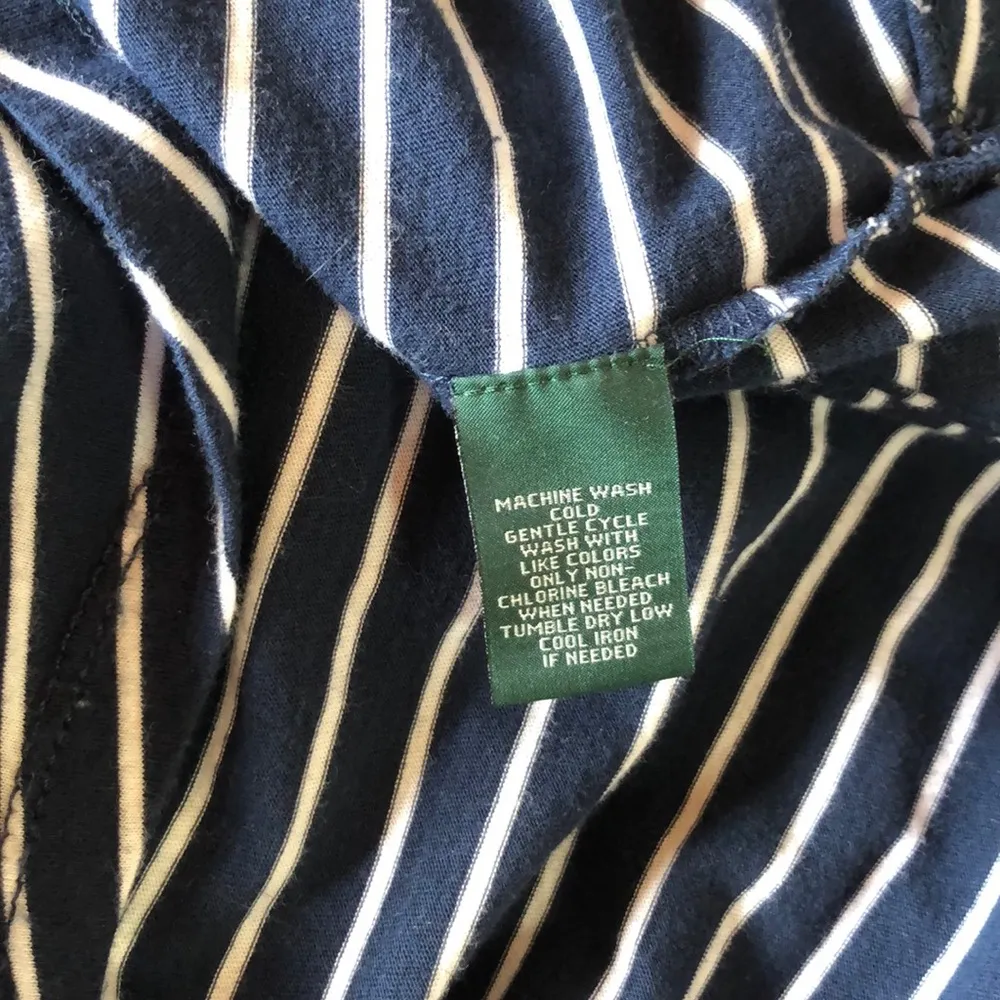 MACHINE WASH
COLD
GENTLE CYCLE
WASH WITH
LIKE COLORS
ONLY NON-
CHLORINE BLEACH
WHEN NEEDED
TUMBLE DRY LOW
COOL IRON
IF NEEDED